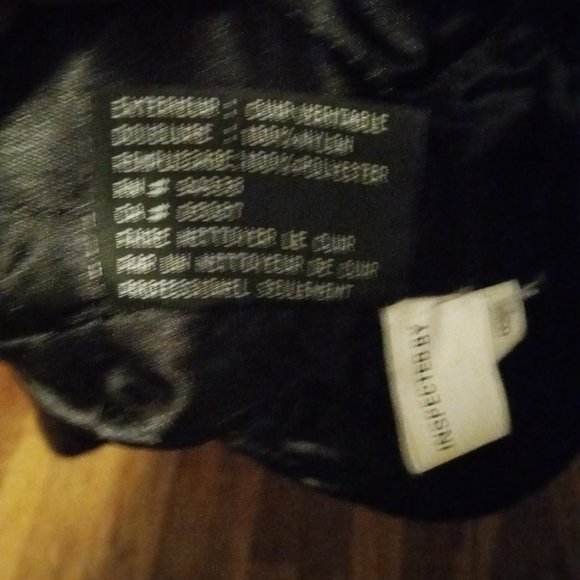 EXTERIEUR : CUIR VERITABLE
DOUBLURE : 100% NYLON
REMPLISSAGE: 100% POLYESTER
RN #
CA #
FAIRE NETTOYER LE CUIR
PAR UN NETTOYEUR DE CUIR
PROFESSIONNEL SEULEMENT
INSPECTED BY